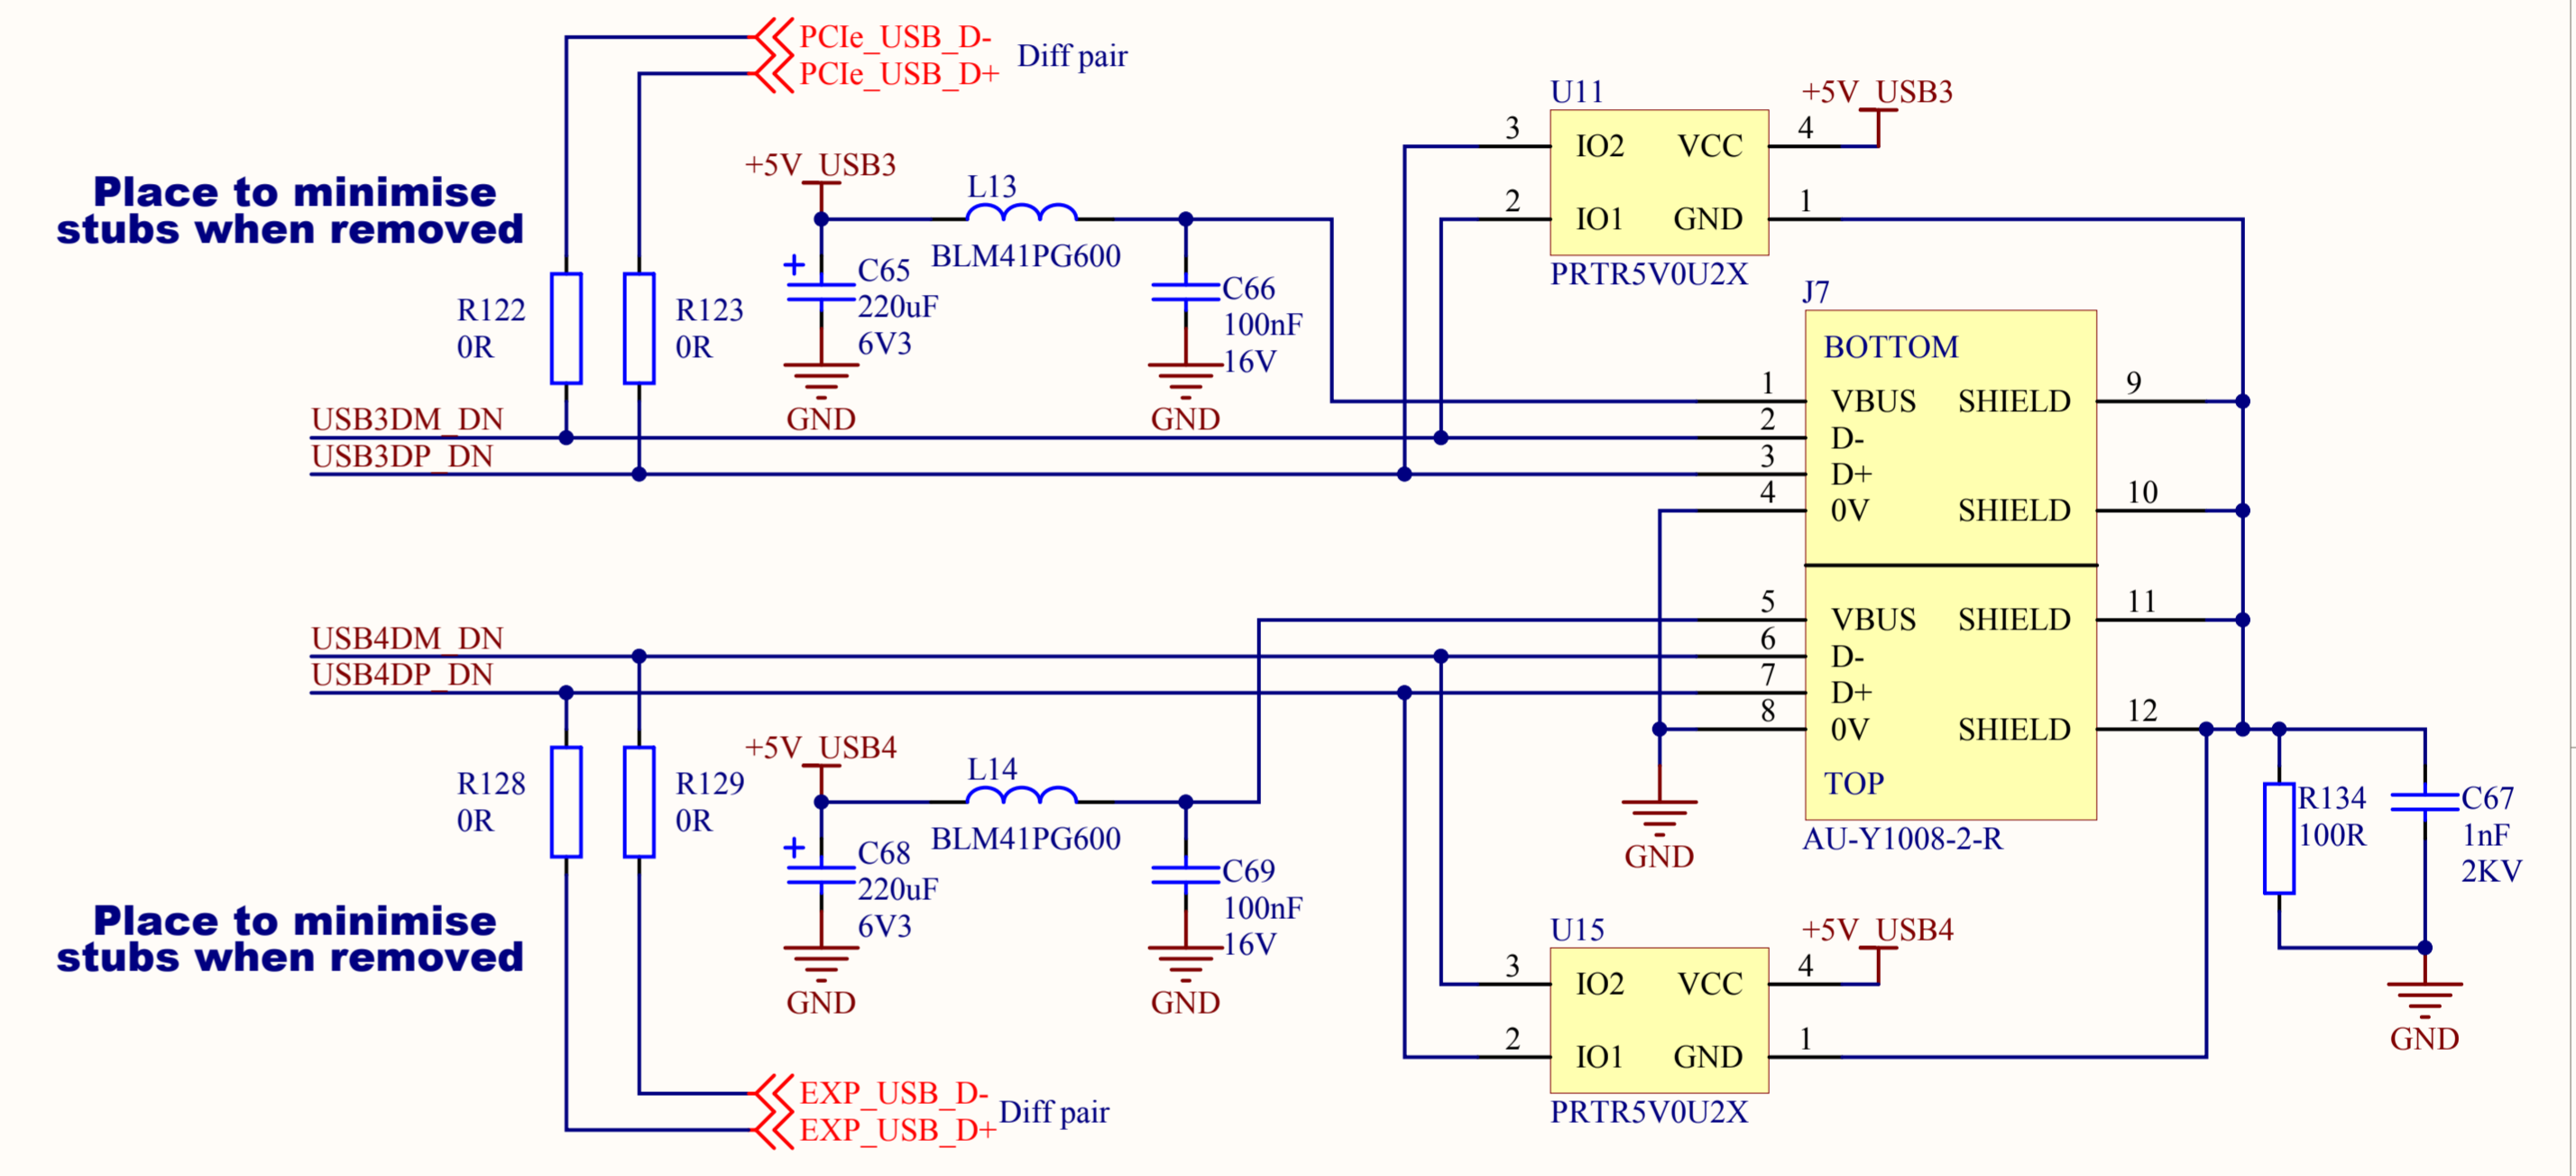 PCIe_USB_D-
PCIe_USB_D+
Diff pair
Place to minimise
stubs when removed
R122
0R
R123
0R
+5V_USB3
L13
BLM41PG600
C65
220uF
6V3
GND
C66
100nF
16V
GND
U11
+5V_USB3
3 IO2 VCC 4
2 IO1 GND 1
PRTR5V0U2X
USB3DM_DN
USB3DP_DN
J7
BOTTOM
1 VBUS SHIELD 9
2 D-
3 D+
4 0V SHIELD 10
5 VBUS SHIELD 11
6 D-
7 D+
8 0V SHIELD 12
TOP
AU-Y1008-2-R
GND
USB4DM_DN
USB4DP_DN
R128
0R
R129
0R
+5V_USB4
L14
BLM41PG600
C68
220uF
6V3
GND
C69
100nF
16V
GND
R134
100R
C67
1nF
2KV
GND
Place to minimise
stubs when removed
U15
+5V_USB4
3 IO2 VCC 4
2 IO1 GND 1
PRTR5V0U2X
EXP_USB_D-
EXP_USB_D+
Diff pair